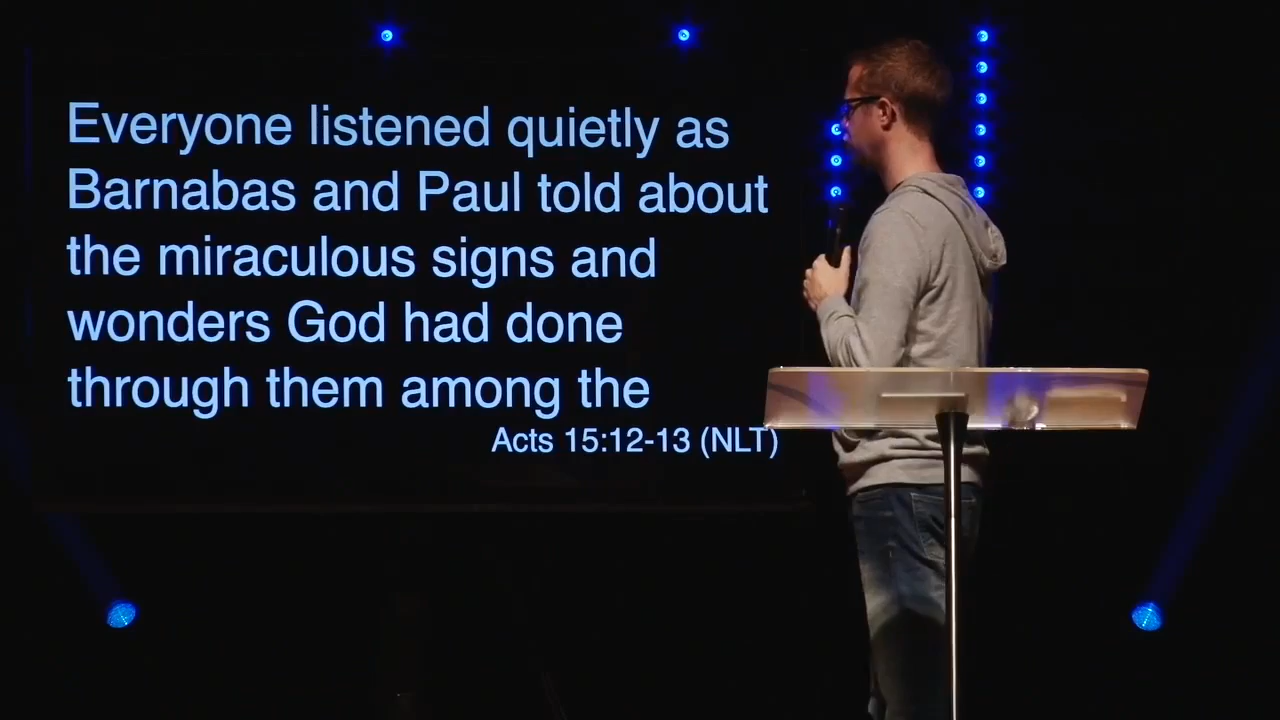 Everyone listened quietly as
Barnabas and Paul told about
the miraculous signs and
wonders God had done
through them among the
Acts 15:12-13 (NLT)